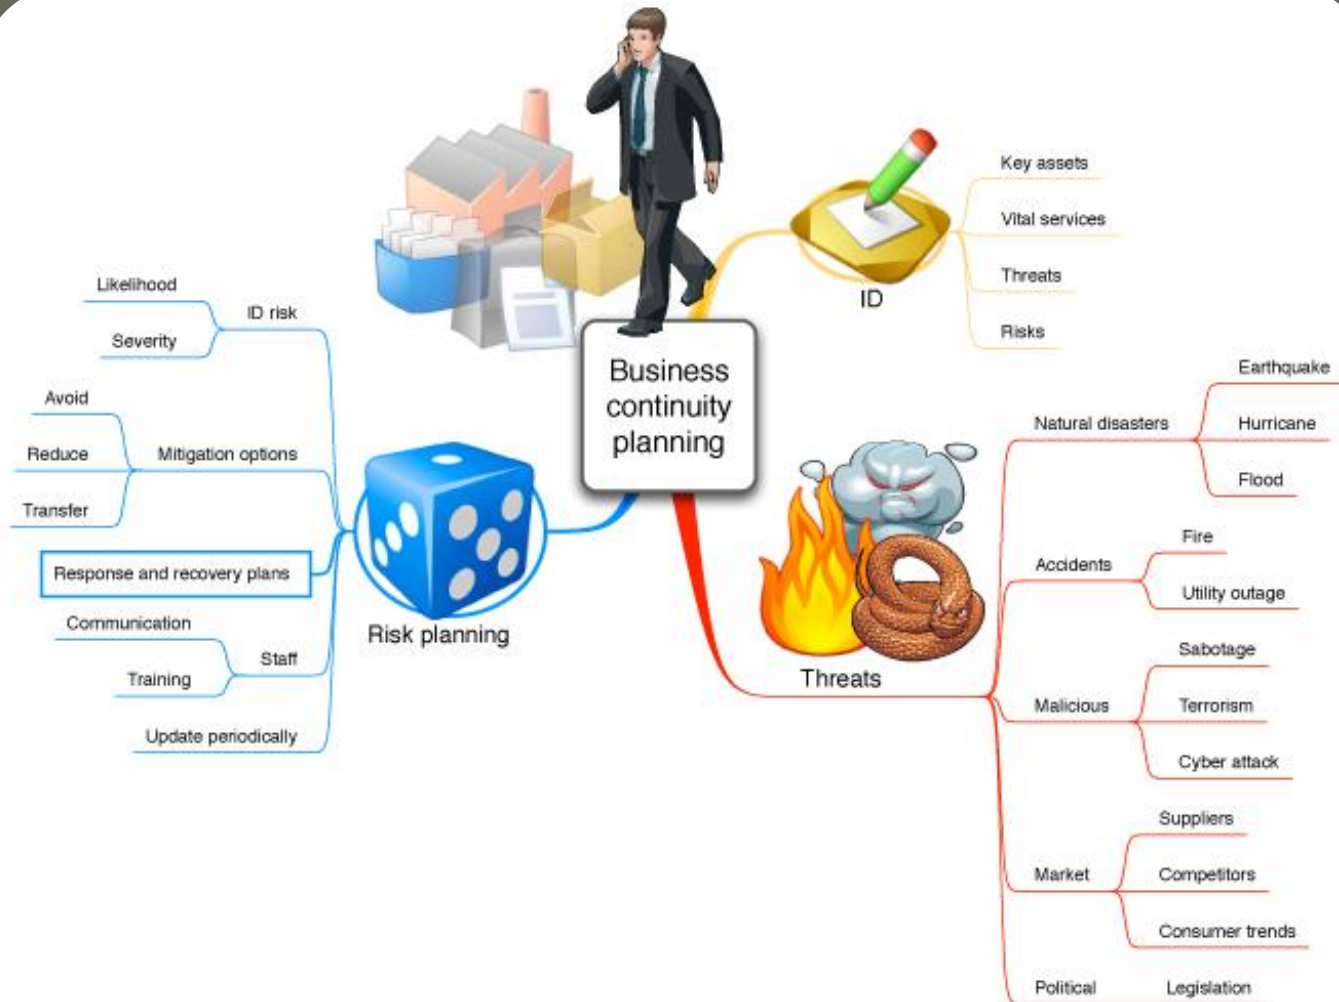 Business
continuity
planning
ID
Key assets
Vital services
Threats
Risks
Threats
Natural disasters
Earthquake
Hurricane
Flood
Accidents
Fire
Utility outage
Malicious
Sabotage
Terrorism
Cyber attack
Market
Suppliers
Competitors
Consumer trends
Political
Legislation
Risk planning
ID risk
Likelihood
Severity
Mitigation options
Avoid
Reduce
Transfer
Response and recovery plans
Staff
Communication
Training
Update periodically